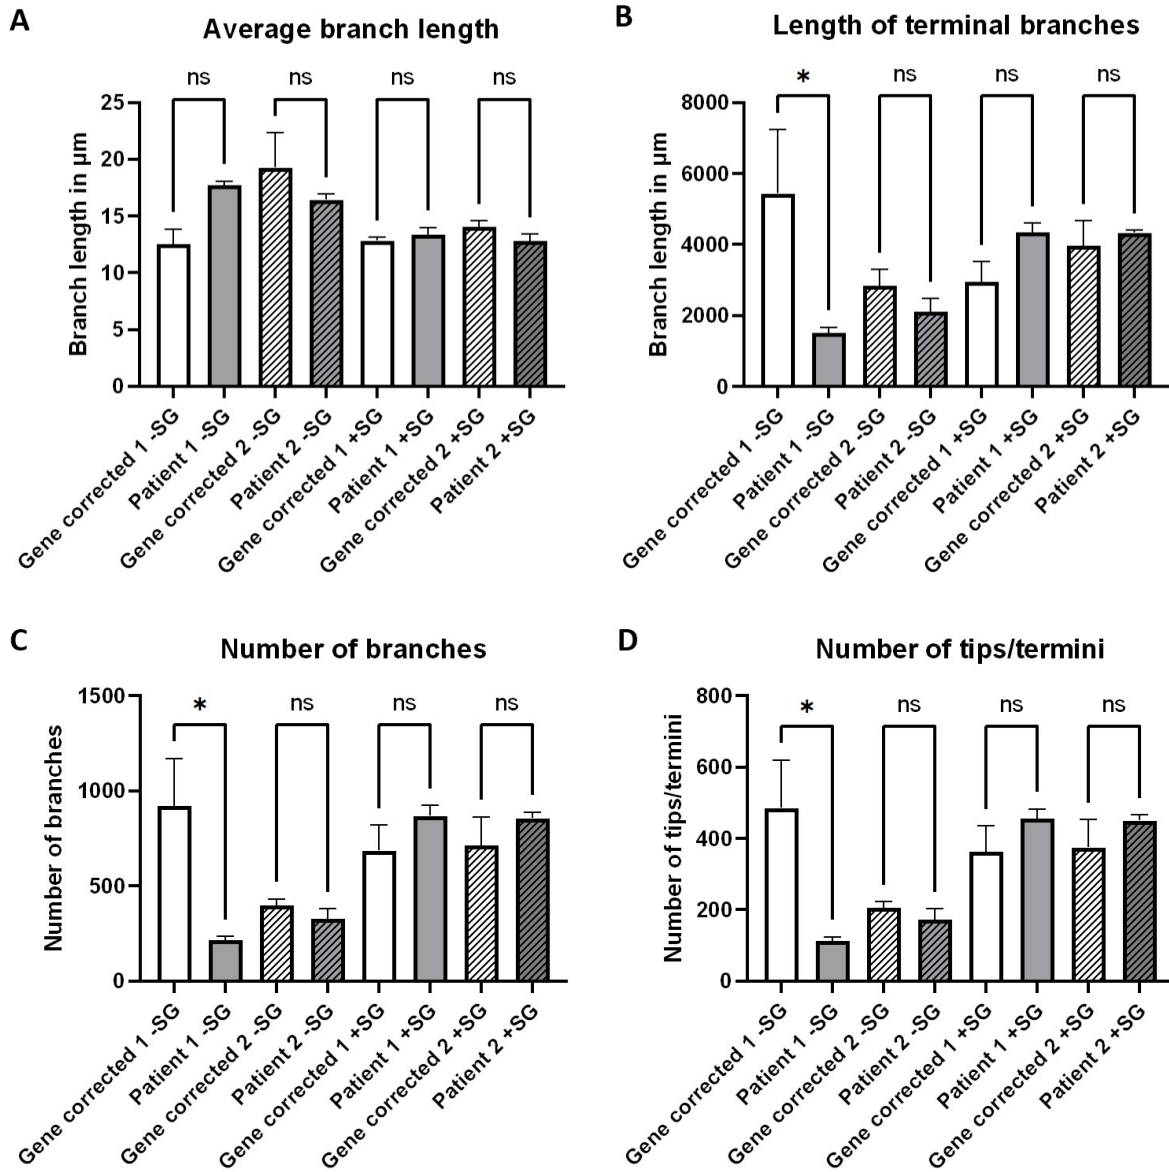 A
Average branch length
ns
ns
ns
ns
Branch length in µm
25
20
15
10
5
0
Gene corrected 1 -SG
Patient 1 -SG
Gene corrected 2 -SG
Patient 2 -SG
Gene corrected 1 +SG
Patient 1 +SG
Gene corrected 2 +SG
Patient 2 +SG
B
Length of terminal branches
*
ns
ns
ns
Branch length in µm
8000
6000
4000
2000
0
Gene corrected 1 -SG
Patient 1 -SG
Gene corrected 2 -SG
Patient 2 -SG
Gene corrected 1 +SG
Patient 1 +SG
Gene corrected 2 +SG
Patient 2 +SG
C
Number of branches
*
ns
ns
ns
Number of branches
1500
1000
500
0
Gene corrected 1 -SG
Patient 1 -SG
Gene corrected 2 -SG
Patient 2 -SG
Gene corrected 1 +SG
Patient 1 +SG
Gene corrected 2 +SG
Patient 2 +SG
D
Number of tips/termini
*
ns
ns
ns
Number of tips/termini
800
600
400
200
0
Gene corrected 1 -SG
Patient 1 -SG
Gene corrected 2 -SG
Patient 2 -SG
Gene corrected 1 +SG
Patient 1 +SG
Gene corrected 2 +SG
Patient 2 +SG